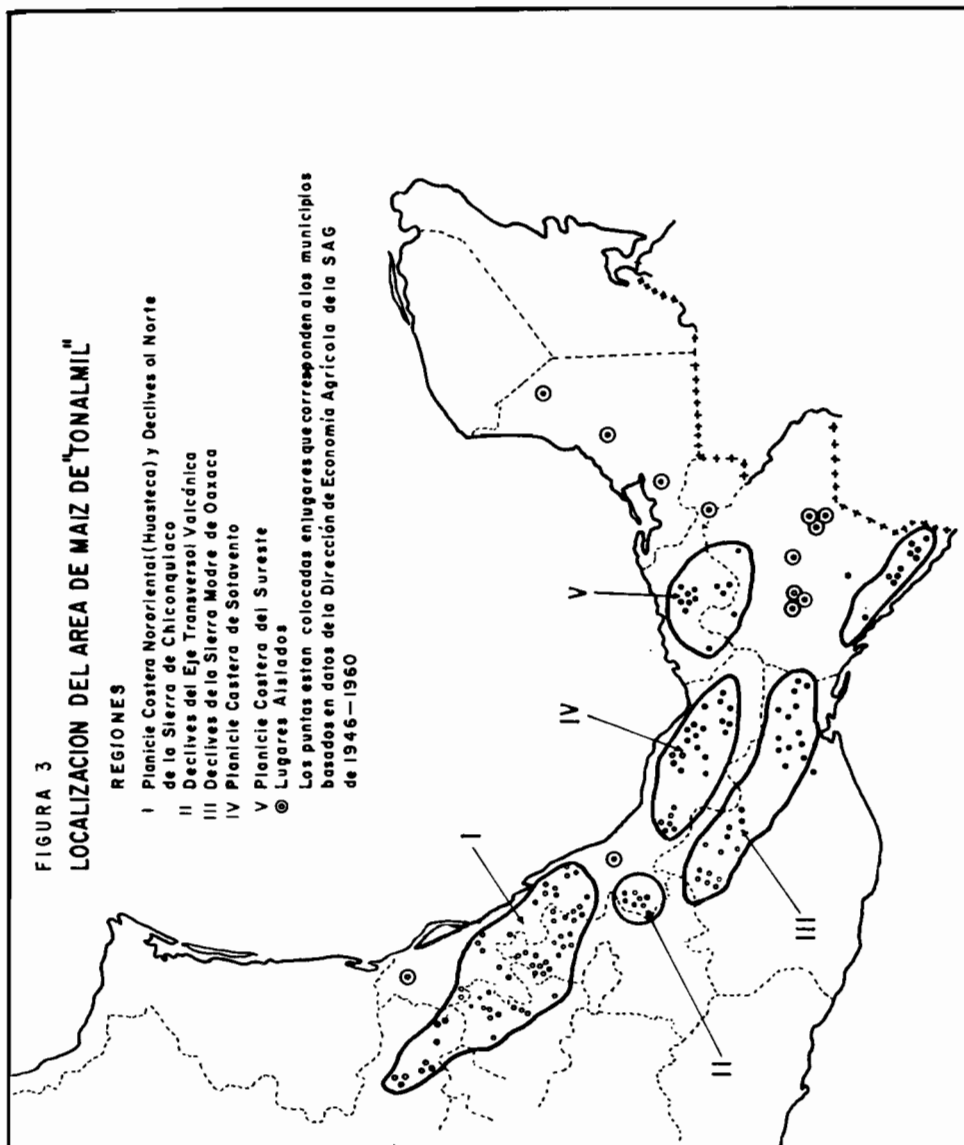 FIGURA 3
LOCALIZACION DEL AREA DE MAIZ DE "TONALMIL"
REGIONES
I Planicie Costera Nororiental (Huasteca) y Declives al Norte
de la Sierra de Chiconquiaco
II Declives del Eje Transversal Volcánica
III Declives de la Sierra Madre de Oaxaca
IV Planicie Costera de Sotavento
V Planicie Costera del Sureste
Lugares Aislados
Los puntos estan colocados en lugares que corresponden a los municipios
basados en datos de la Dirección de Economia Agricola de la SAG
de 1946-1960
I
II
III
IV
V